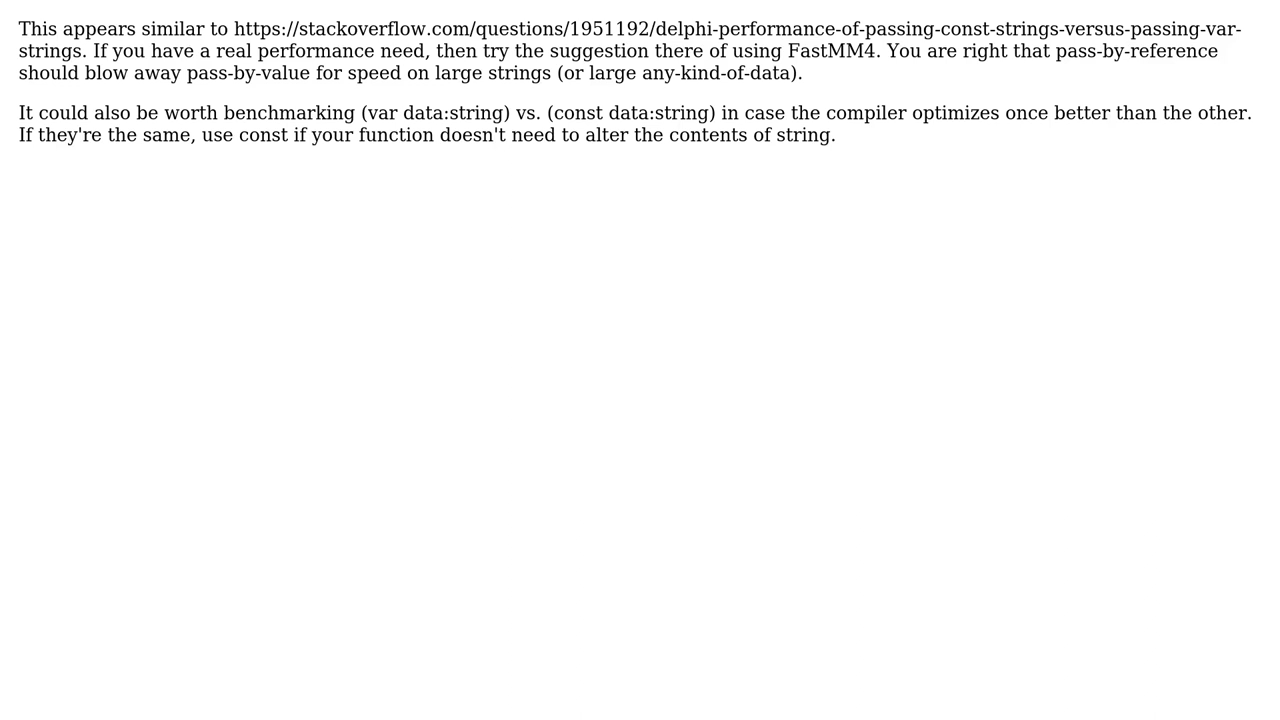 This appears similar to https://stackoverflow.com/questions/1951192/delphi-performance-of-passing-const-strings-versus-passing-var-
strings. If you have a real performance need, then try the suggestion there of using FastMM4. You are right that pass-by-reference
should blow away pass-by-value for speed on large strings (or large any-kind-of-data).
It could also be worth benchmarking (var data:string) vs. (const data:string) in case the compiler optimizes once better than the other.
If they're the same, use const if your function doesn't need to alter the contents of string.